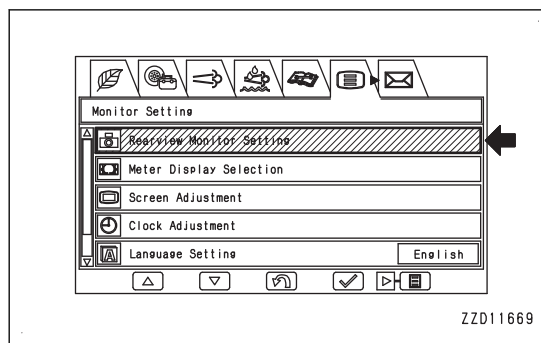 Monitor Setting
Rearview Monitor Setting
Meter Display Selection
Screen Adjustment
Clock Adjustment
Language Setting English
ZZD11669